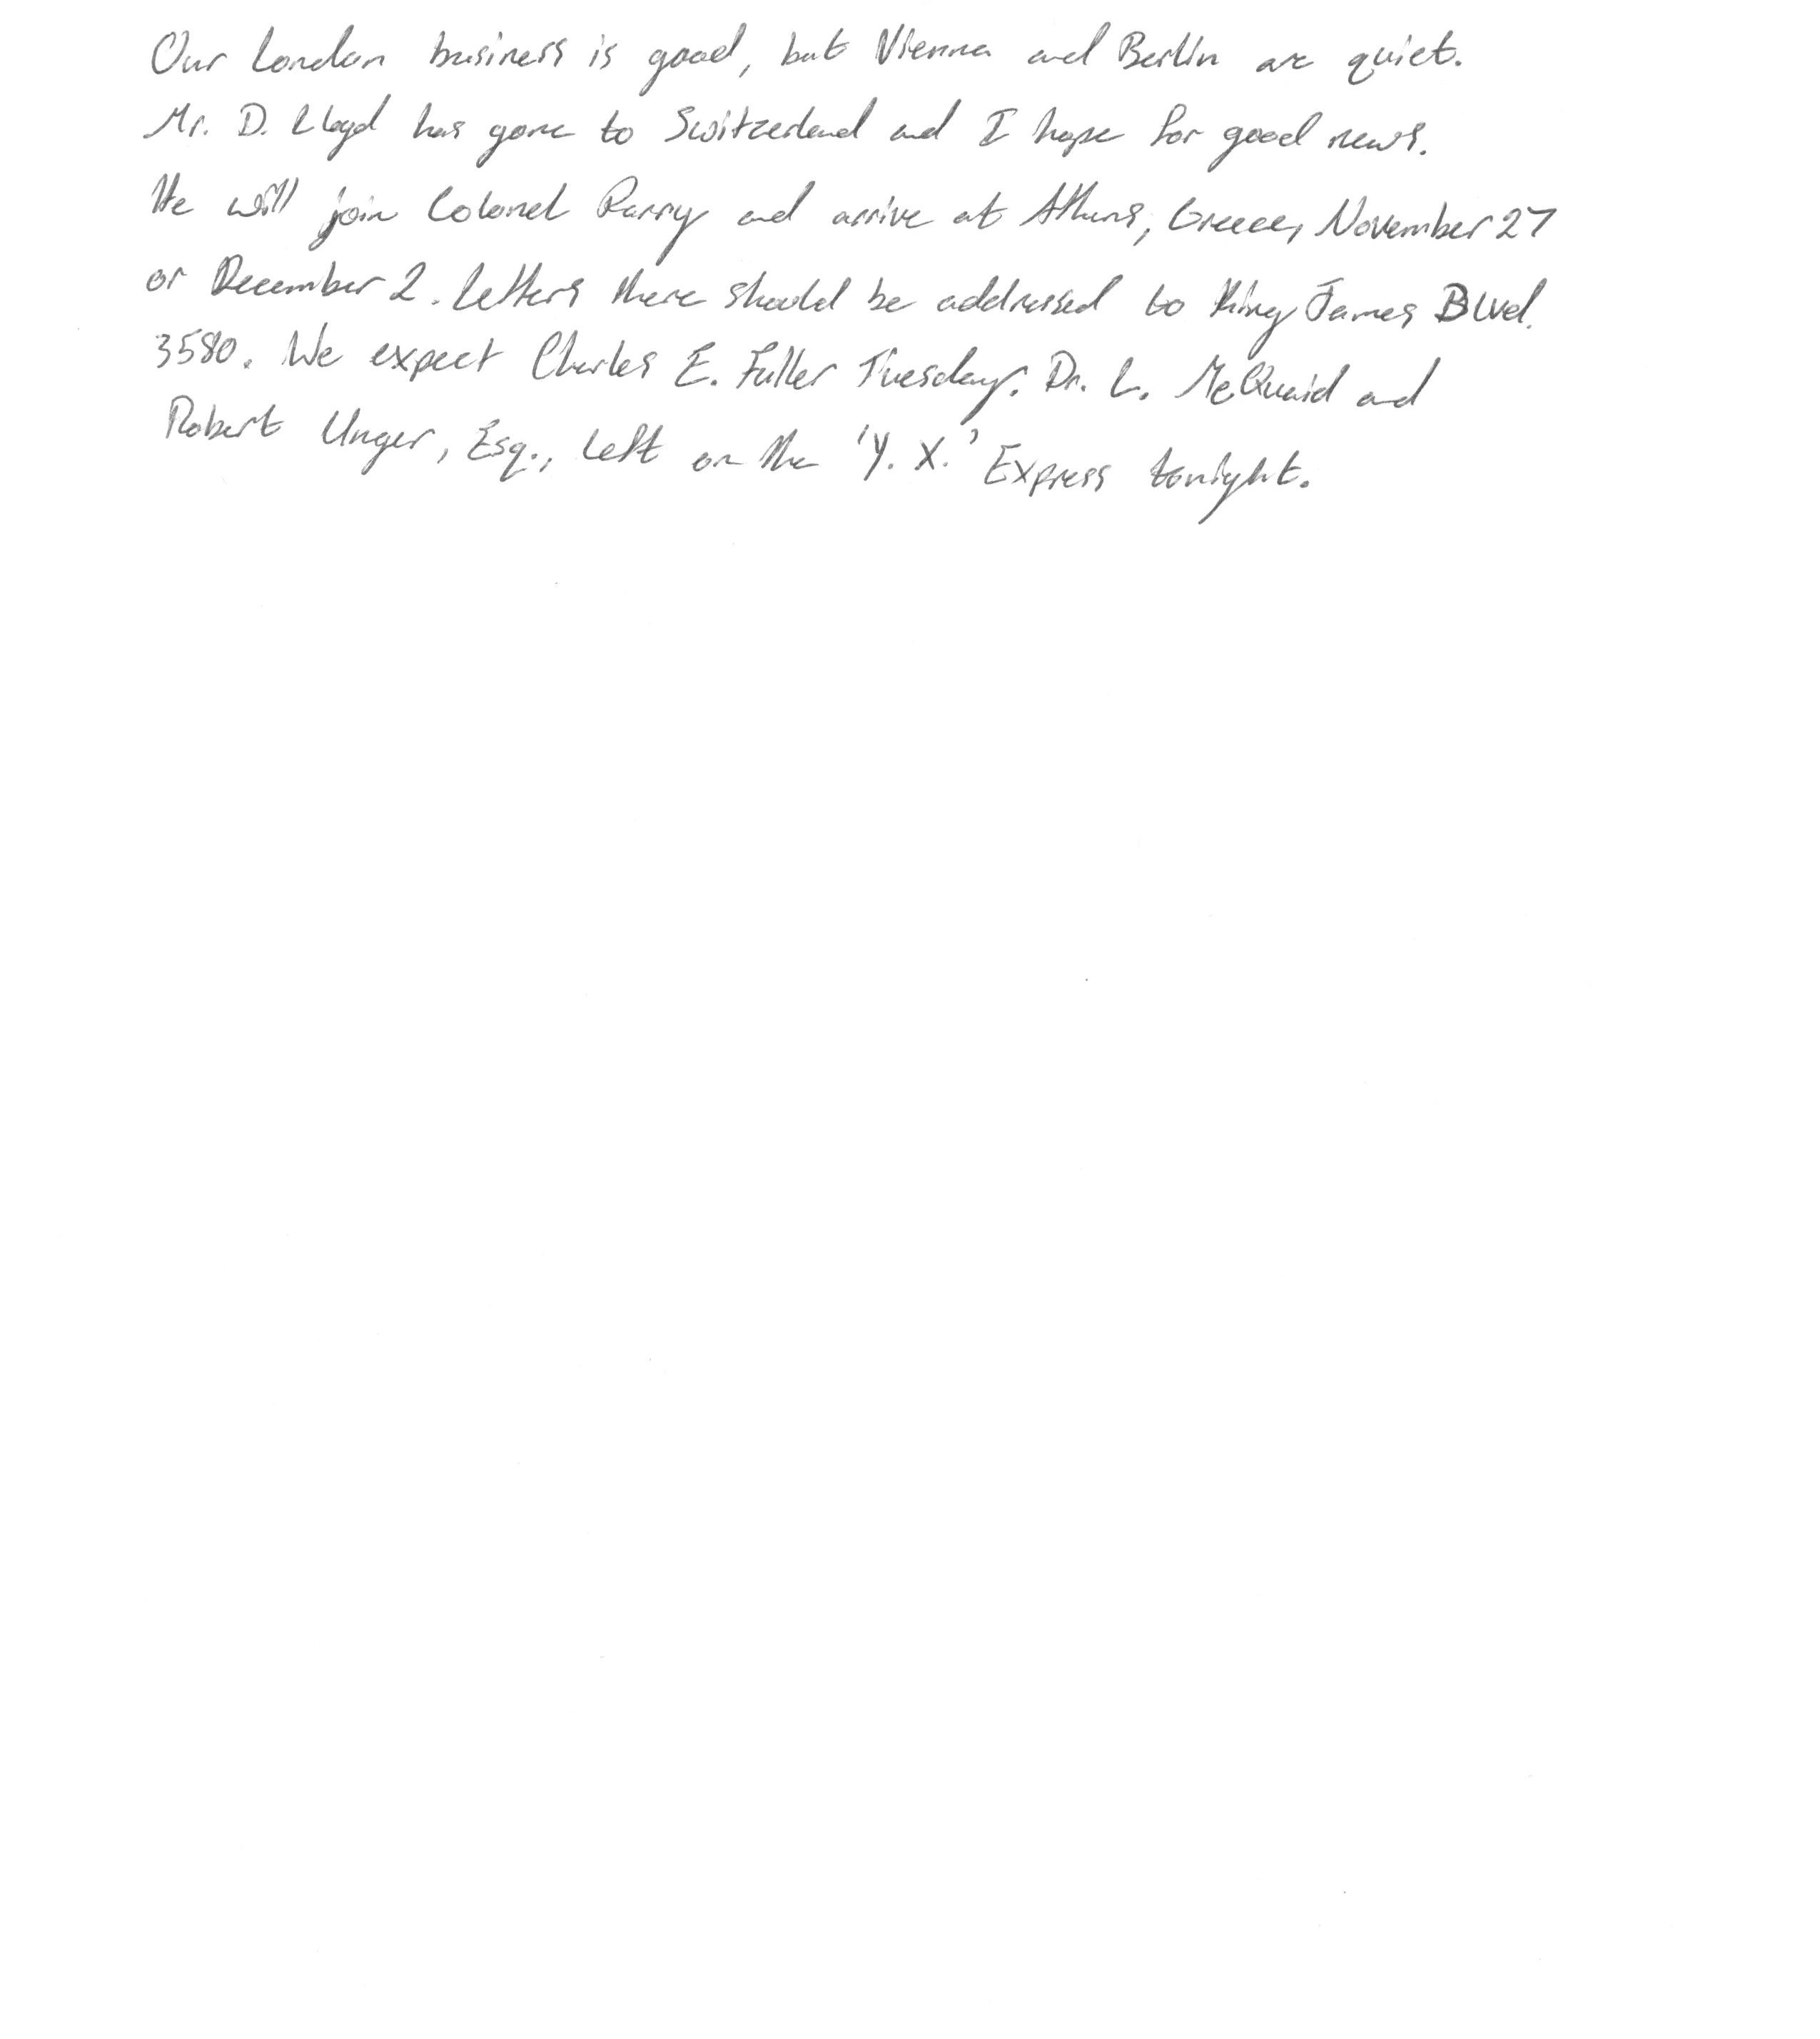 Our London business is good, but Vienna and Berlin are quiet.
Mr. D. Lloyd has gone to Switzerland and I hope for good news.
He will join Colonel Parry and arrive at Athens, Greece, November 27
or December 2. Letters there should be addressed to King James Blvd.
3580. We expect Charles E. Fuller Tuesday. Dr. L. McQuaid and
Robert Unger, Esq., left on the 'Y. X.' Express tonight.